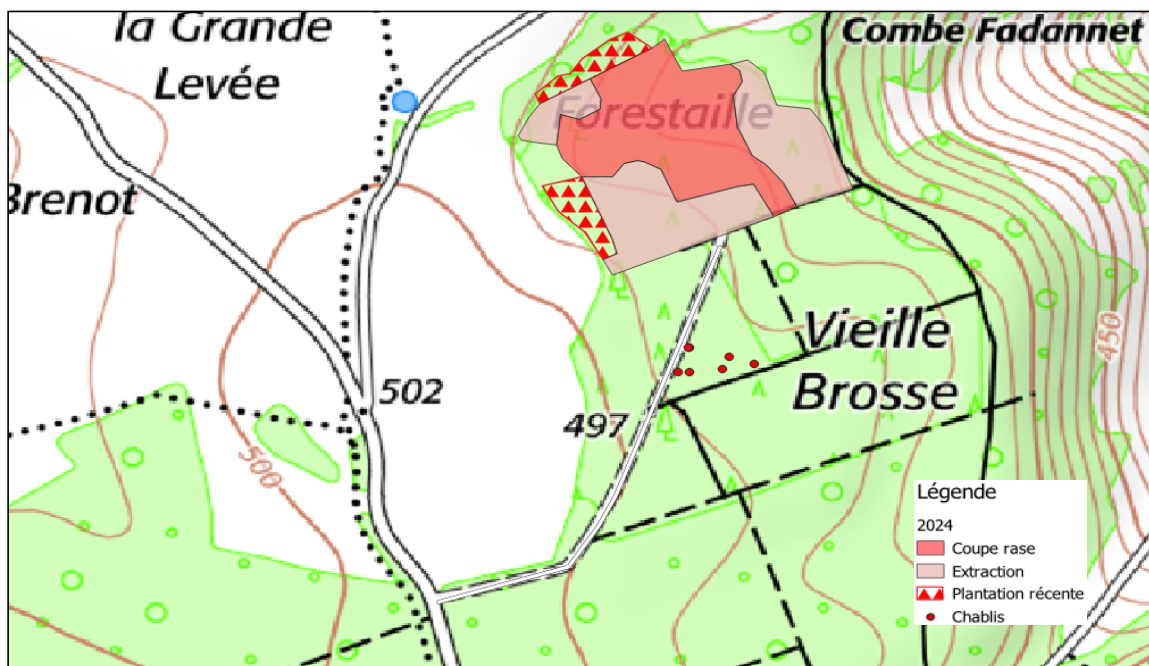 la Grande
Levée
Combe Fadannet
Forestaille
Brenot
502
Vieille
Brosse
497
450
500
Légende
2024
Coupe rase
Extraction
Plantation récente
Chablis